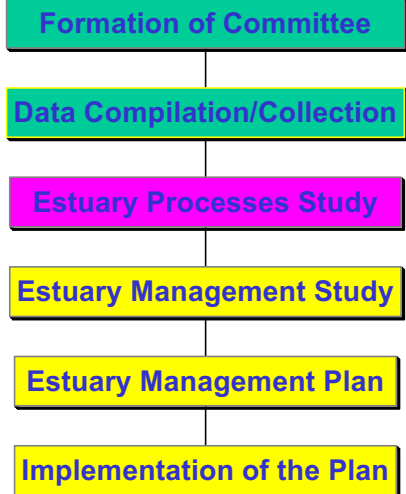 Formation of Committee
Data Compilation/Collection
Estuary Processes Study
Estuary Management Study
Estuary Management Plan
Implementation of the Plan